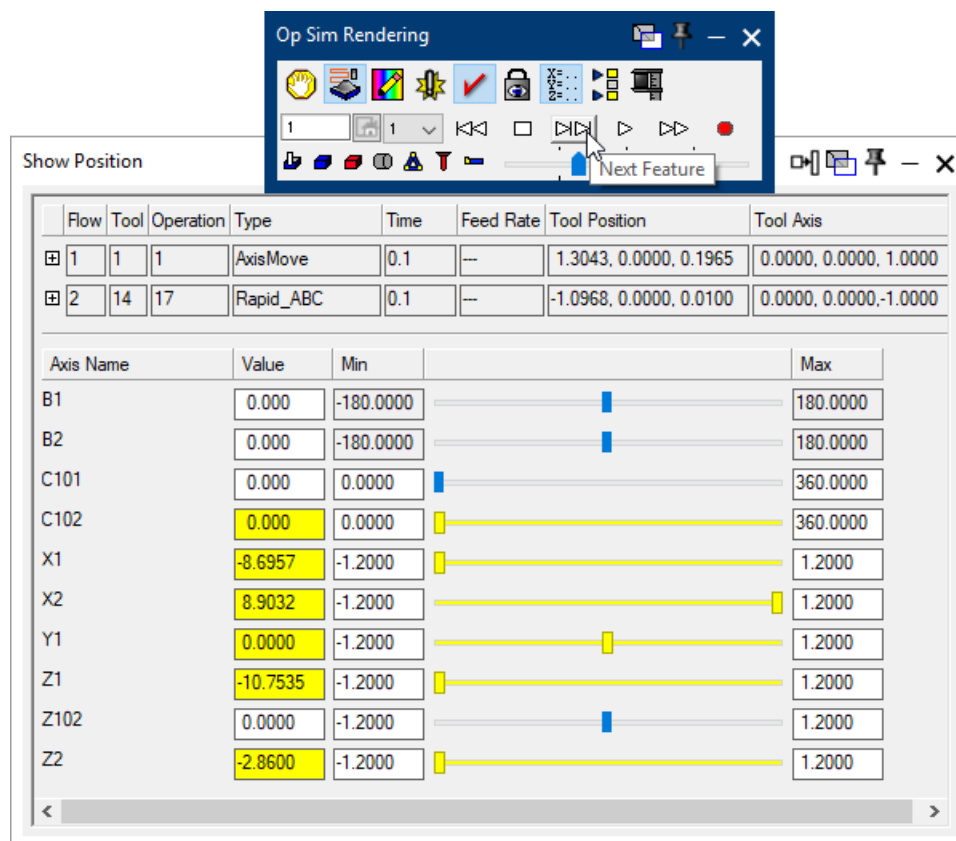 Op Sim Rendering
1 1
Next Feature
Show Position
Flow Tool Operation Type Time Feed Rate Tool Position Tool Axis
1 1 1 AxisMove 0.1 --- 1.3043, 0.0000, 0.1965 0.0000, 0.0000, 1.0000
2 14 17 Rapid_ABC 0.1 --- -1.0968, 0.0000, 0.0100 0.0000, 0.0000,-1.0000
Axis Name Value Min Max
B1 0.000 -180.0000 180.0000
B2 0.000 -180.0000 180.0000
C101 0.000 0.0000 360.0000
C102 0.000 0.0000 360.0000
X1 -8.6957 -1.2000 1.2000
X2 8.9032 -1.2000 1.2000
Y1 0.0000 -1.2000 1.2000
Z1 -10.7535 -1.2000 1.2000
Z102 0.0000 -1.2000 1.2000
Z2 -2.8600 -1.2000 1.2000